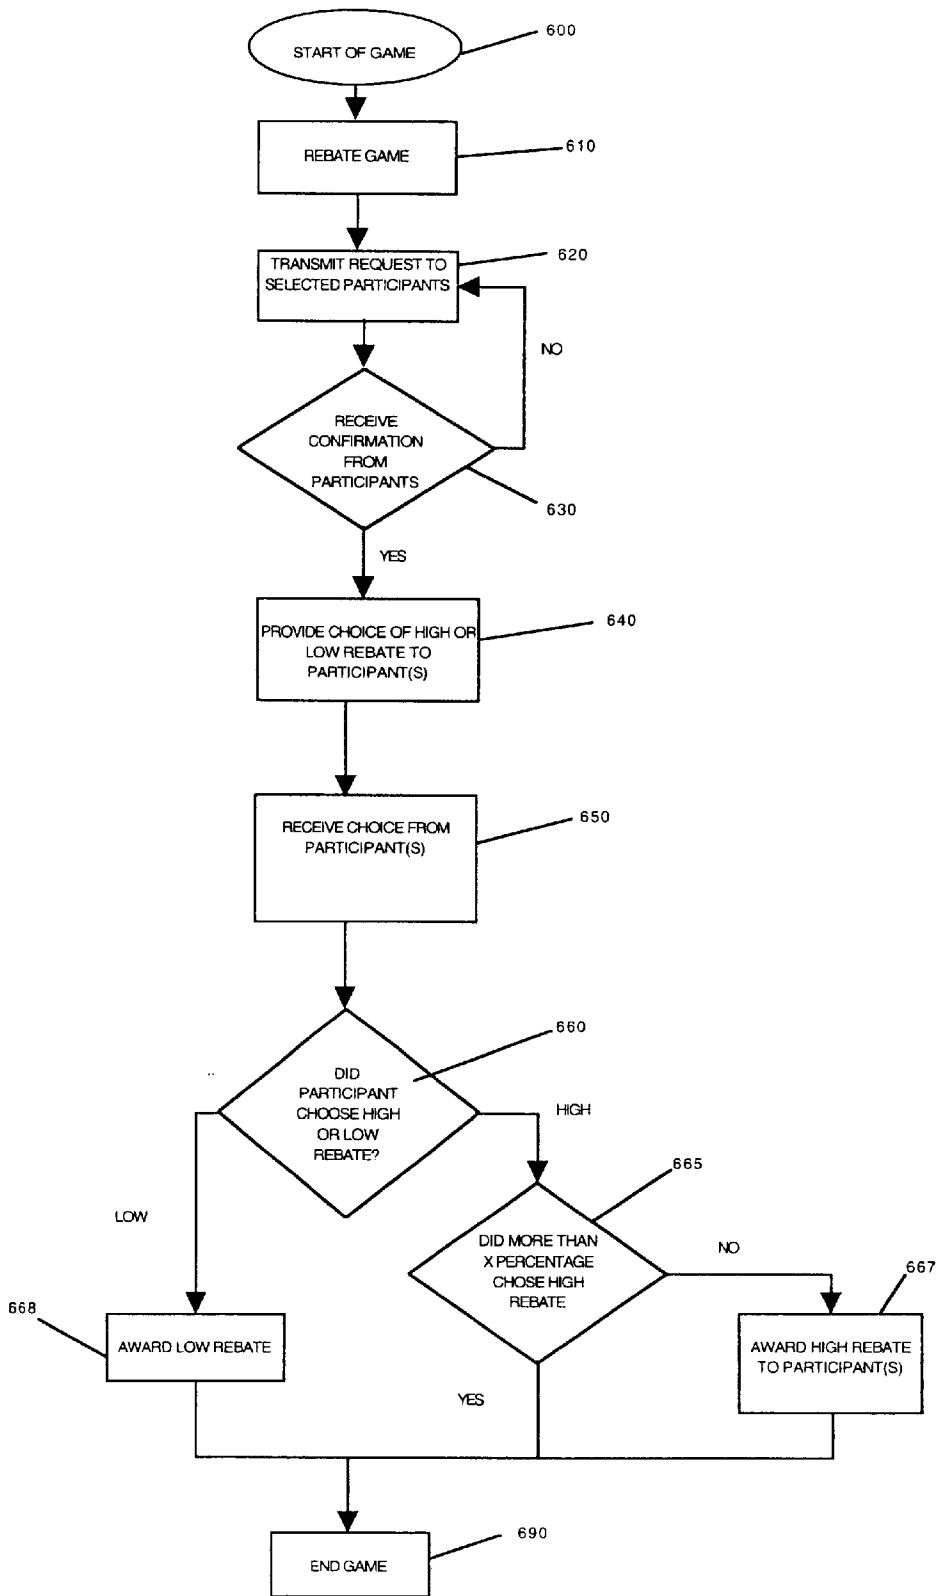 START OF GAME
600
REBATE GAME
610
TRANSMIT REQUEST TO
SELECTED PARTICIPANTS
620
NO
RECEIVE
CONFIRMATION
FROM
PARTICIPANTS
630
YES
PROVIDE CHOICE OF HIGH OR
LOW REBATE TO
PARTICIPANT(S)
640
RECEIVE CHOICE FROM
PARTICIPANT(S)
650
660
DID
PARTICIPANT
CHOOSE HIGH
OR LOW
REBATE?
HIGH
LOW
665
DID MORE THAN
X PERCENTAGE
CHOSE HIGH
REBATE
NO
667
668
AWARD LOW REBATE
AWARD HIGH REBATE
TO PARTICIPANT(S)
YES
690
END GAME